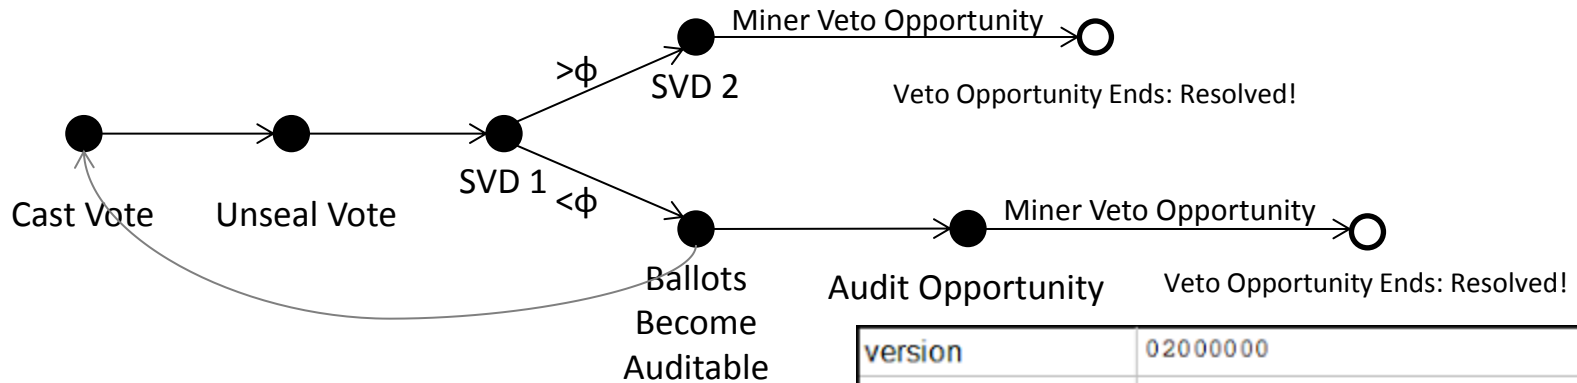 Miner Veto Opportunity
>ϕ
SVD 2
Veto Opportunity Ends: Resolved!
SVD 1
<ϕ
Cast Vote
Unseal Vote
Miner Veto Opportunity
Ballots
Become
Auditable
Audit Opportunity
Veto Opportunity Ends: Resolved!
version 02000000